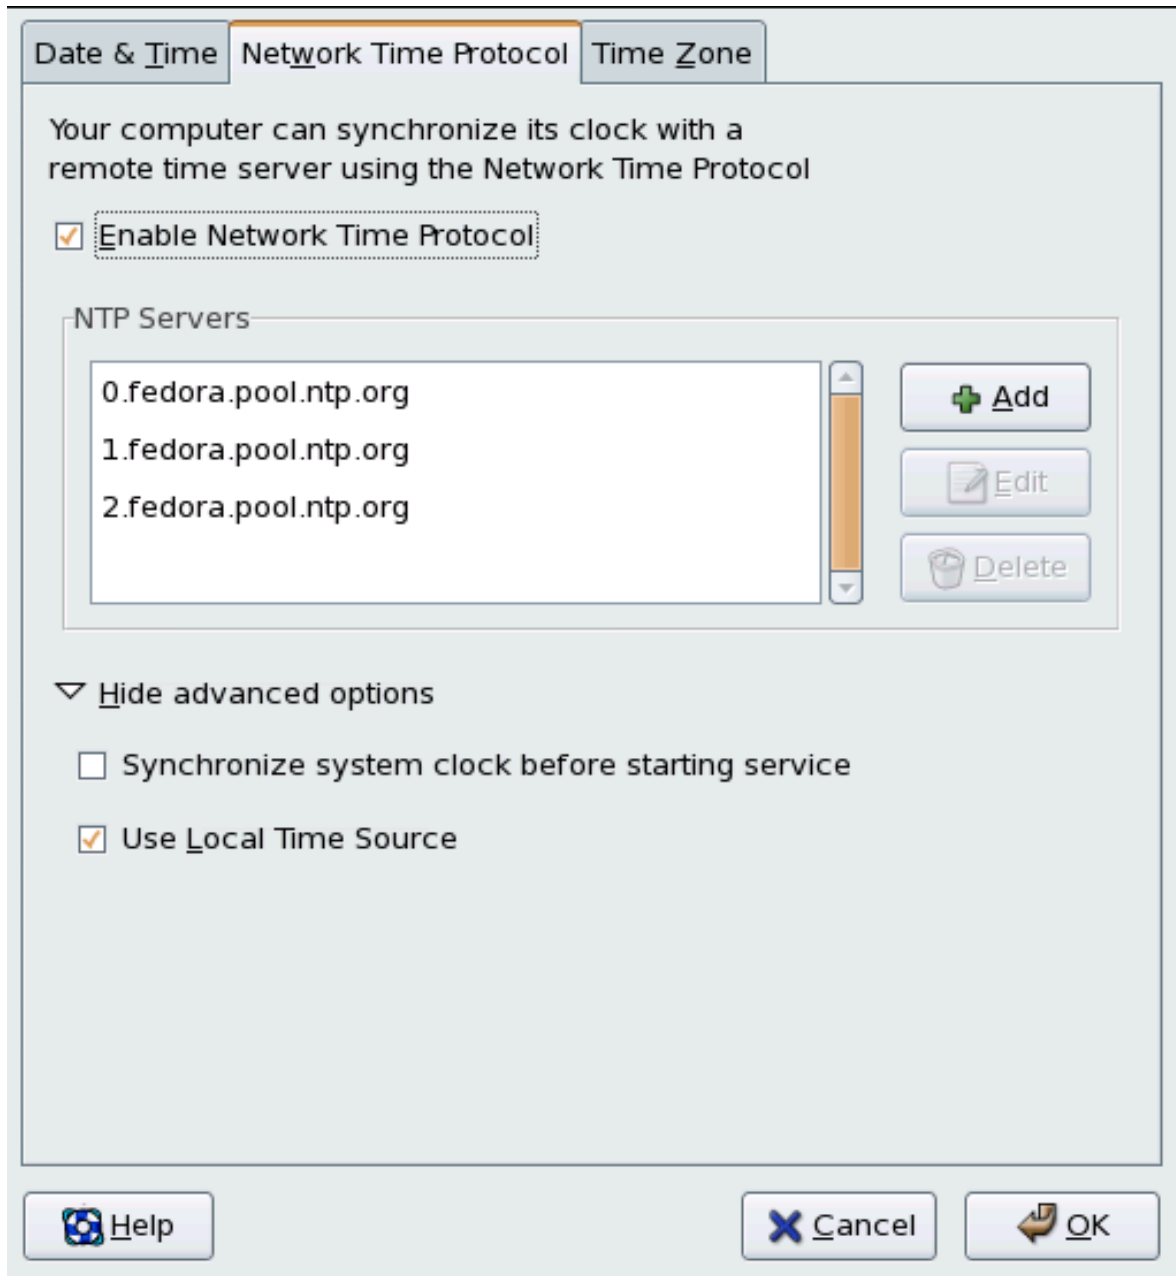 Date & Time
Network Time Protocol
Time Zone
Your computer can synchronize its clock with a
remote time server using the Network Time Protocol
Enable Network Time Protocol
NTP Servers
0.fedora.pool.ntp.org
1.fedora.pool.ntp.org
2.fedora.pool.ntp.org
Add
Edit
Delete
Hide advanced options
Synchronize system clock before starting service
Use Local Time Source
Help
Cancel
OK